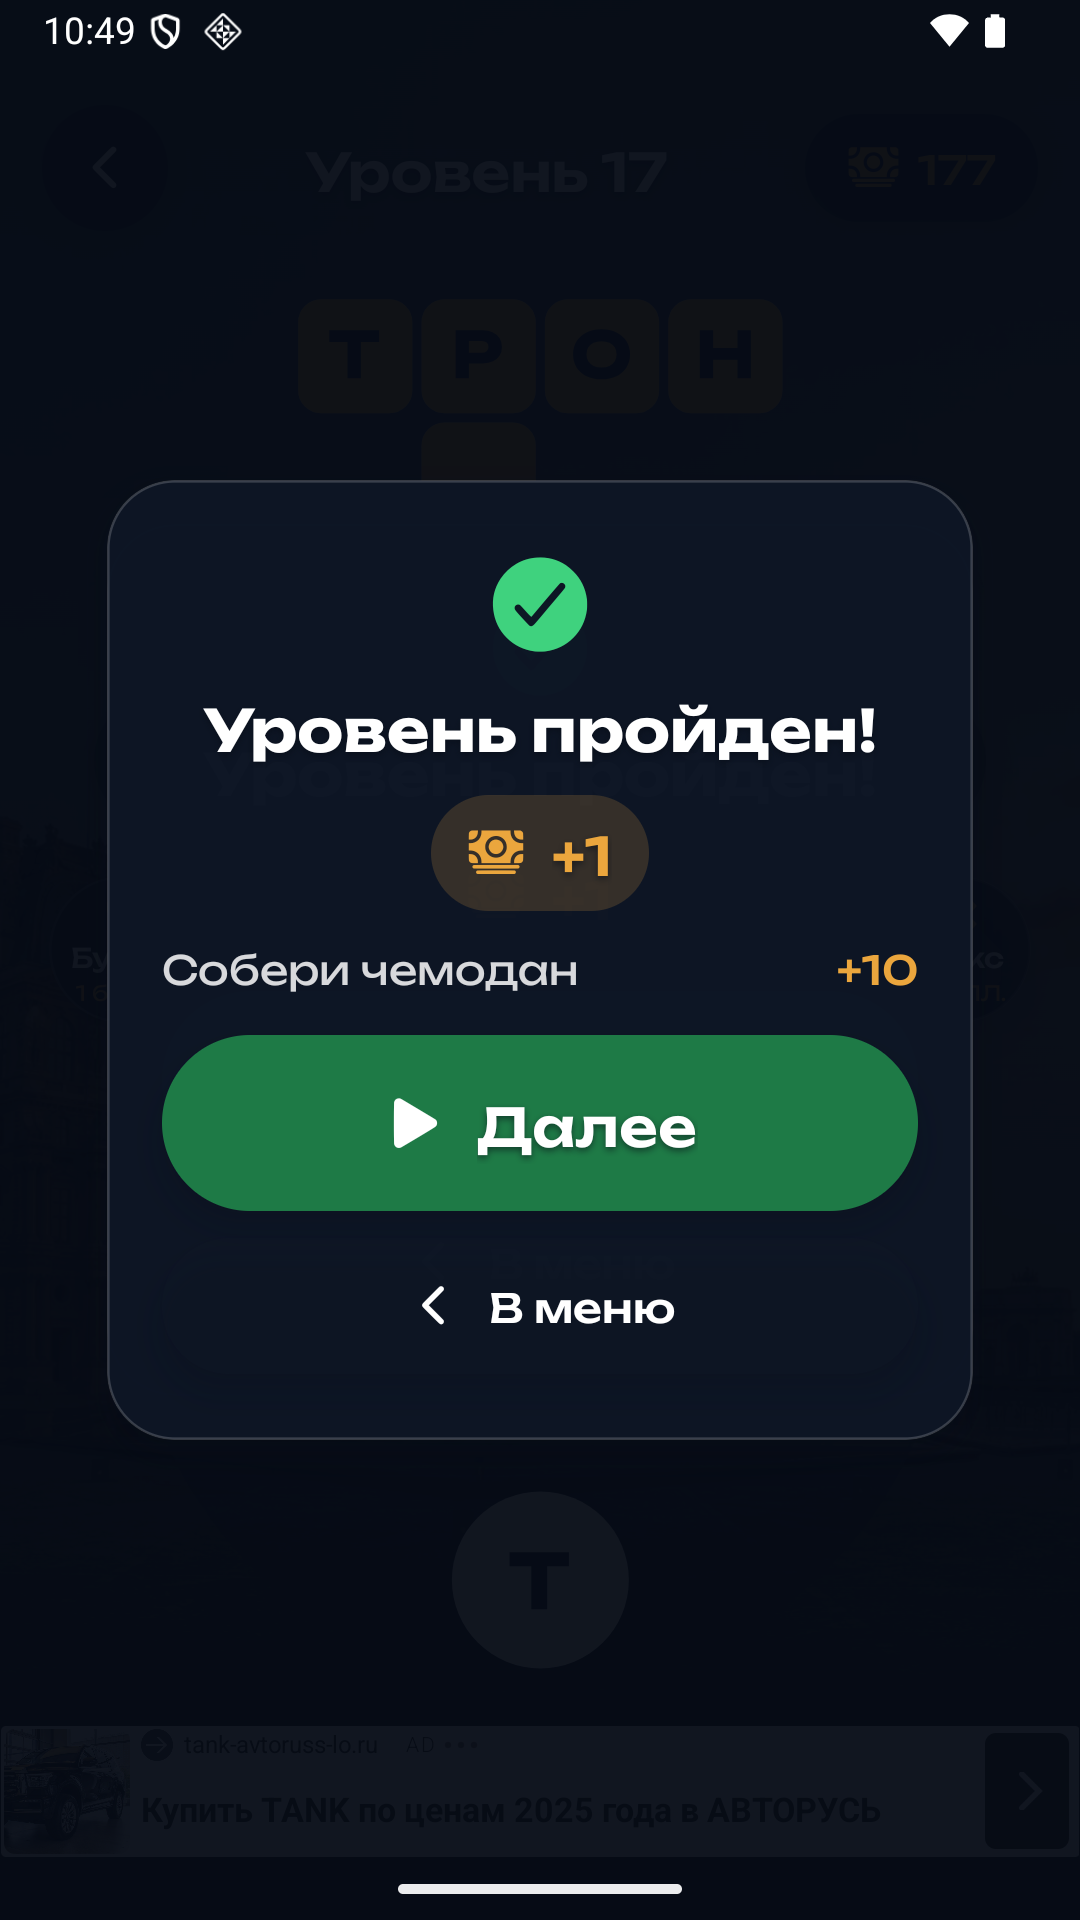 10:49
Уровень 17
177
Т Р О Н
Уровень пройден!
+1
Собери чемодан
+10
Далее
В меню
Т
tank-avtoruss-lo.ru AD
Купить TANK по ценам 2025 года в АВТОРУСЬ